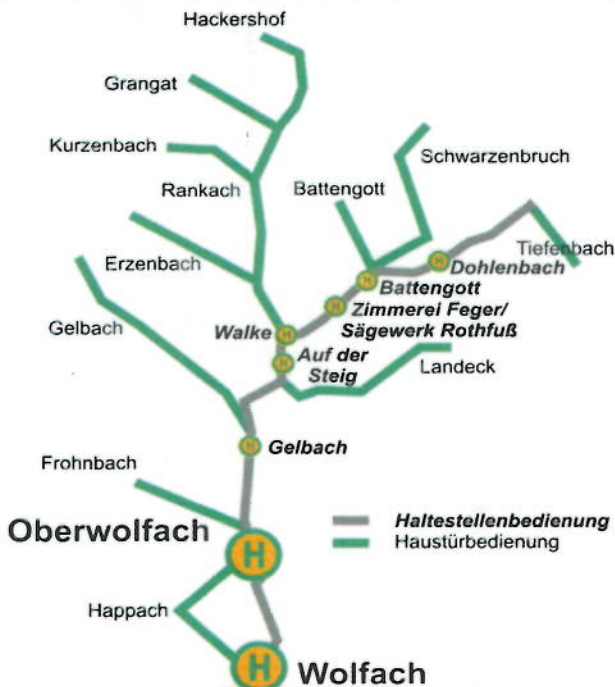 Hackershof
Grangat
Kurzenbach
Schwarzenbruch
Rankach
Battengott
Erzenbach
Tiefenbach
H Dohlenbach
H Battengott
Gelbach
H Zimmerei Feger/
Sägewerk Rothfuß
Walke H
H Auf der
Steig
Landeck
H Gelbach
Frohnbach
Oberwolfach H
Haltestellenbedienung
Haustürbedienung
Happach
H Wolfach